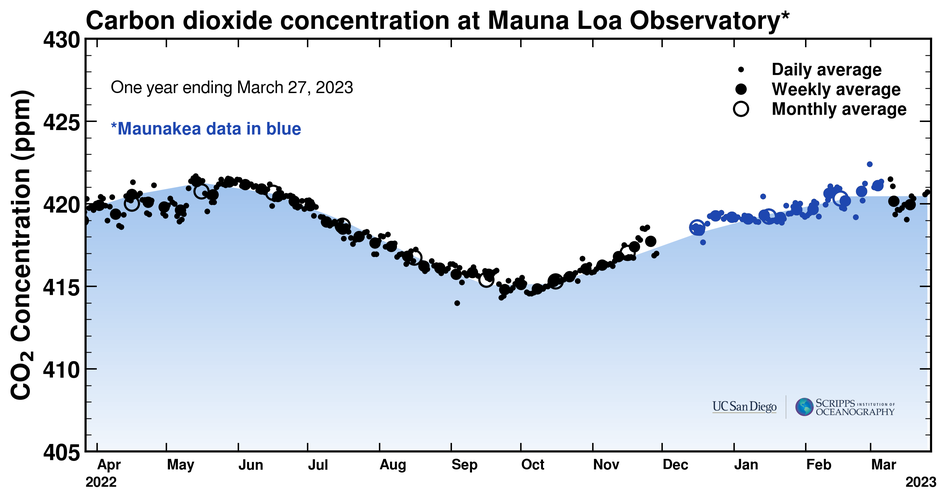 Carbon dioxide concentration at Mauna Loa Observatory*
CO2 Concentration (ppm)
430
425
420
415
410
405
One year ending March 27, 2023
*Maunakea data in blue
Daily average
Weekly average
Monthly average
UC San Diego
SCRIPPS INSTITUTION OF
OCEANOGRAPHY
Apr May Jun Jul Aug Sep Oct Nov Dec Jan Feb Mar
2022 2023